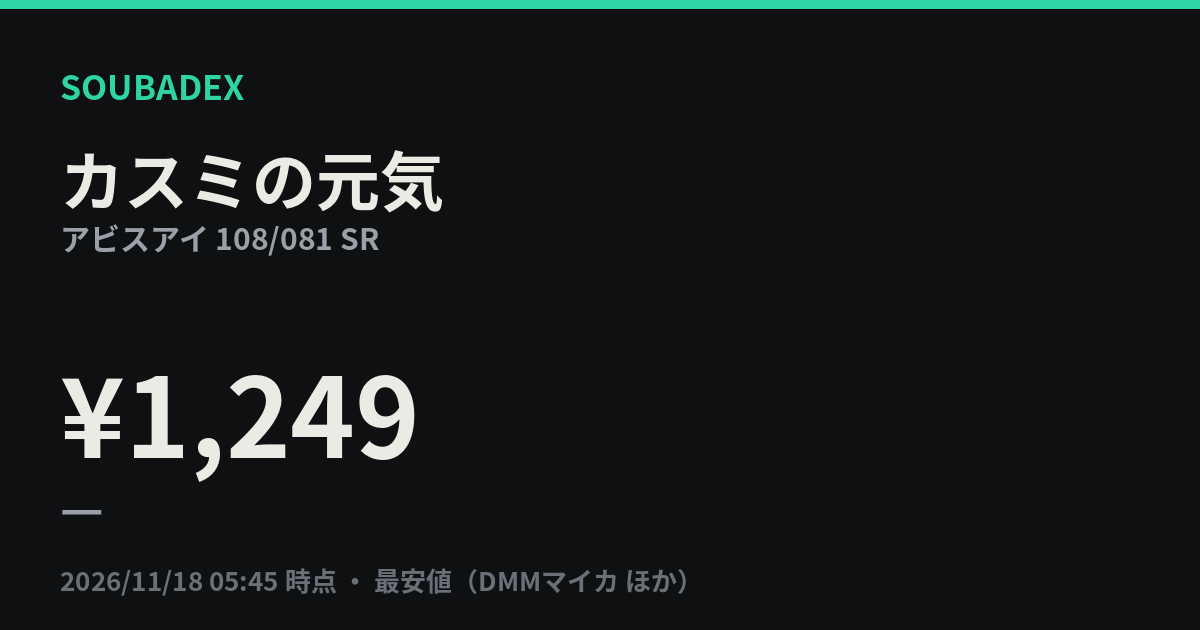 SOUBADEX
カスミの元気
アビスアイ 108/081 SR
¥1,249
—
2026/11/18 05:45 時点 ・ 最安値（DMMマイカ ほか）